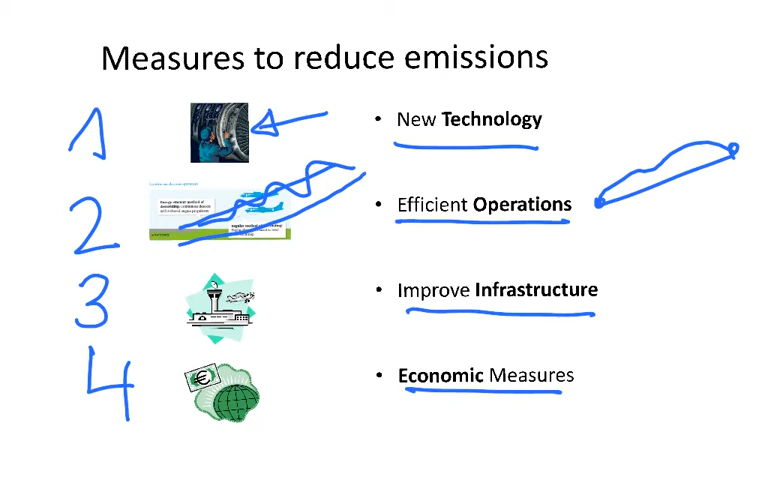 Measures to reduce emissions
1
• New Technology
2
• Efficient Operations
3
• Improve Infrastructure
4
€
• Economic Measures